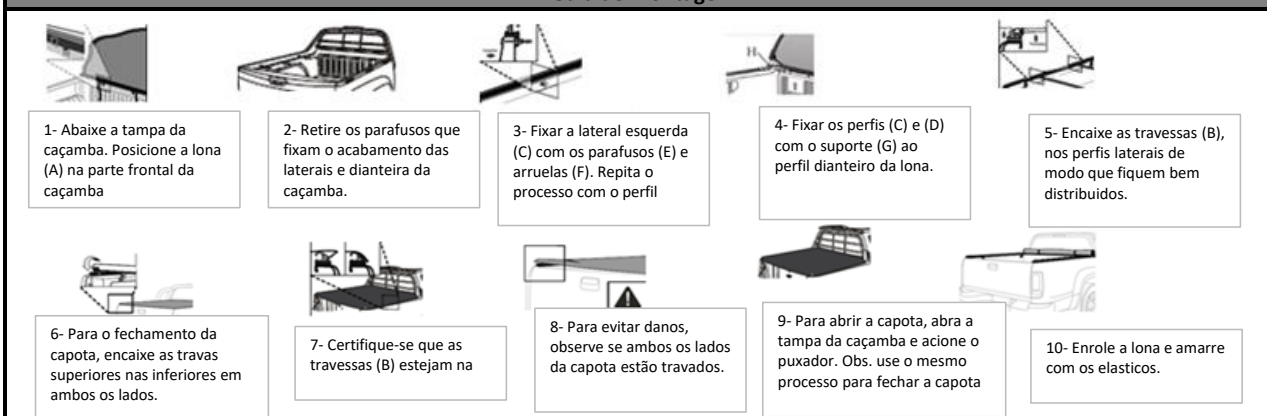 1- Abaixe a tampa da
caçamba. Posicione a lona
(A) na parte frontal da
caçamba
2- Retire os parafusos que
fixam o acabamento das
laterais e dianteira da
caçamba.
3- Fixar a lateral esquerda
(C) com os parafusos (E) e
arruelas (F). Repita o
processo com o perfil
H
4- Fixar os perfis (C) e (D)
com o suporte (G) ao
perfil dianteiro da lona.
5- Encaixe as travessas (B),
nos perfis laterais de
modo que fiquem bem
distribuidos.
6- Para o fechamento da
capota, encaixe as travas
superiores nas inferiores em
ambos os lados.
7- Certifique-se que as
travessas (B) estejam na
8- Para evitar danos,
observe se ambos os lados
da capota estão travados.
9- Para abrir a capota, abra a
tampa da caçamba e acione o
puxador. Obs. use o mesmo
processo para fechar a capota
10- Enrole a lona e amarre
com os elasticos.